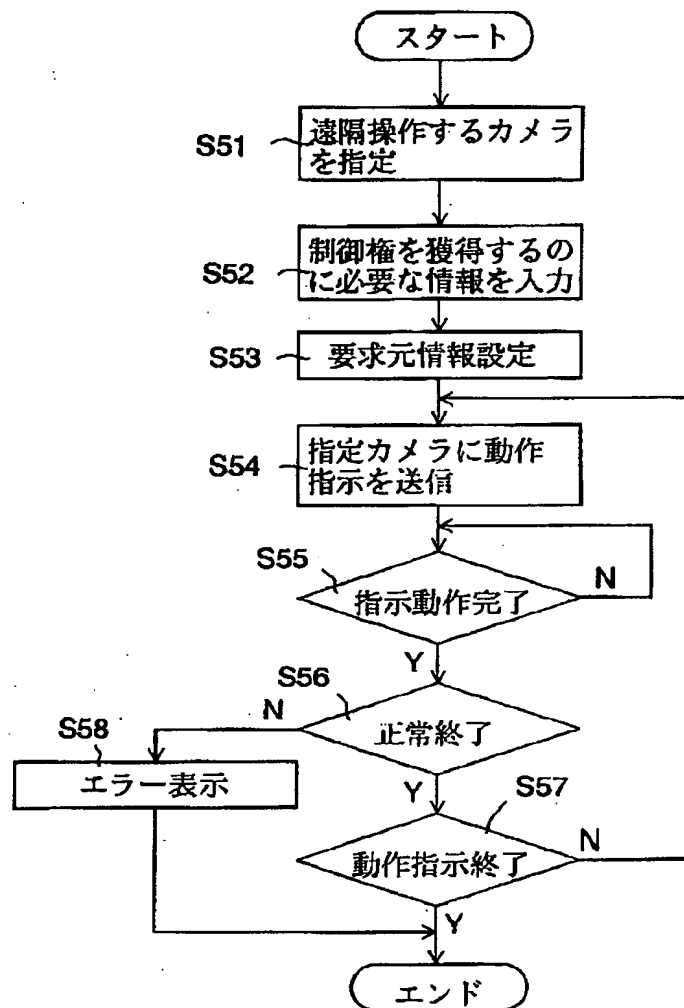 スタート
S51
遠隔操作するカメラ
を指定
S52
制御権を獲得するの
に必要な情報を入力
S53
要求元情報設定
S54
指定カメラに動作
指示を送信
S55
指示動作完了
N
Y
S56
正常終了
N
Y
S58
エラー表示
S57
動作指示終了
N
Y
エンド